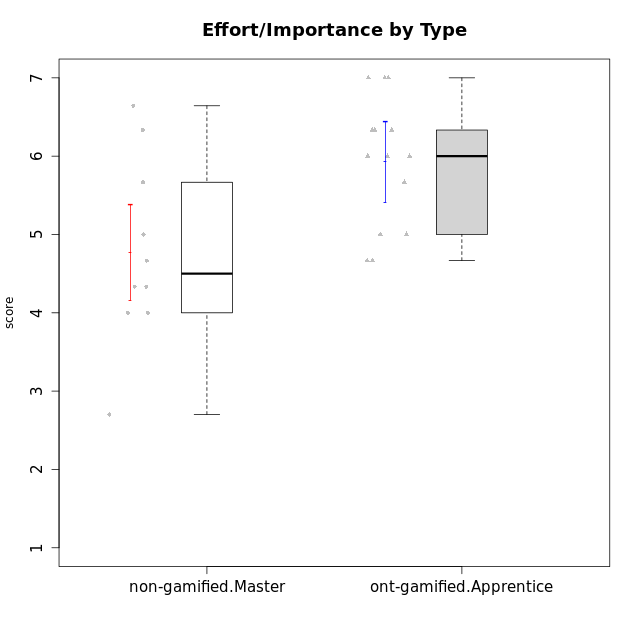 Effort/Importance by Type
7
6
5
4
3
2
1
score
non-gamified.Master
ont-gamified.Apprentice